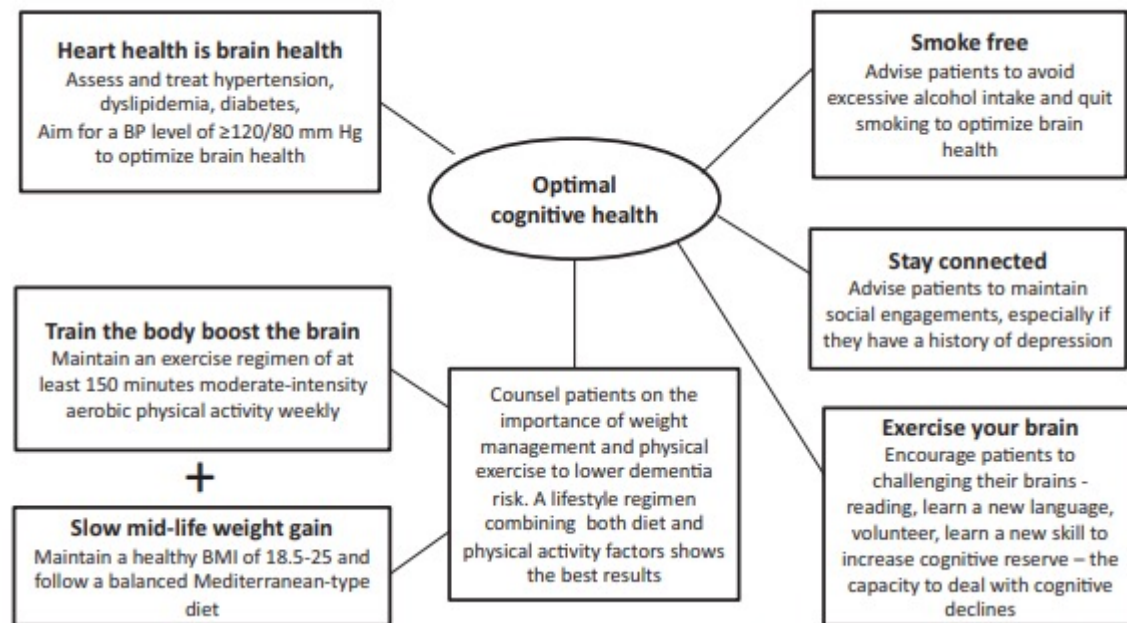 Heart health is brain health
Assess and treat hypertension,
dyslipidemia, diabetes,
Aim for a BP level of ≥120/80 mm Hg
to optimize brain health
Smoke free
Advise patients to avoid
excessive alcohol intake and quit
smoking to optimize brain
health
Optimal
cognitive health
Stay connected
Advise patients to maintain
social engagements, especially if
they have a history of depression
Train the body boost the brain
Maintain an exercise regimen of at
least 150 minutes moderate-intensity
aerobic physical activity weekly
+
Slow mid-life weight gain
Maintain a healthy BMI of 18.5-25 and
follow a balanced Mediterranean-type
diet
Counsel patients on the
importance of weight
management and physical
exercise to lower dementia
risk. A lifestyle regimen
combining both diet and
physical activity factors shows
the best results
Exercise your brain
Encourage patients to
challenging their brains -
reading, learn a new language,
volunteer, learn a new skill to
increase cognitive reserve – the
capacity to deal with cognitive
declines